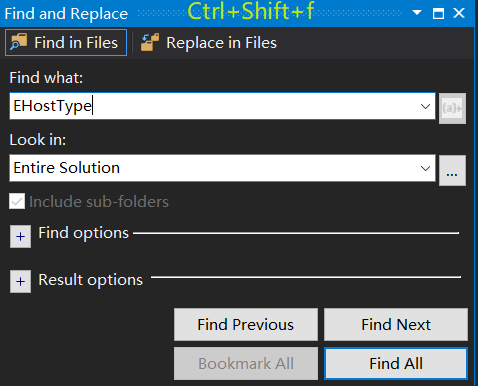 Find and Replace Ctrl+Shift+f
Find in Files Replace in Files
Find what:
EHostType
{a}+
Look in:
Entire Solution
...
Include sub-folders
+ Find options
+ Result options
Find Previous Find Next
Bookmark All Find All